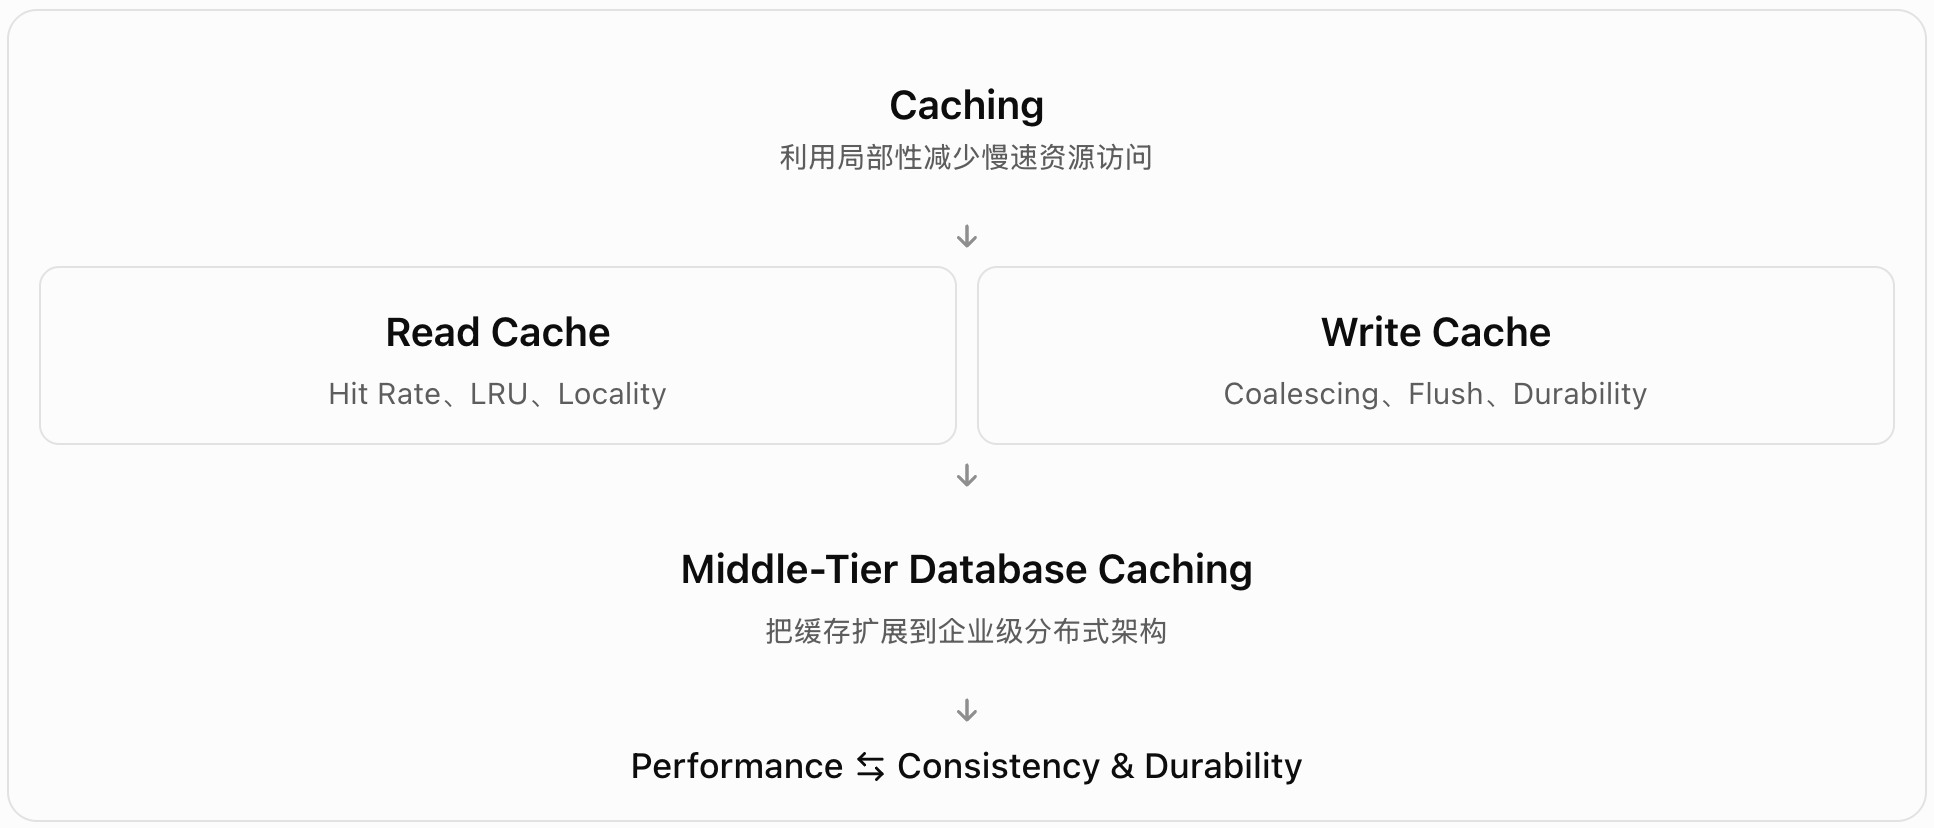 Caching
利用局部性减少慢速资源访问
↓
Read Cache
Hit Rate、LRU、Locality
Write Cache
Coalescing、Flush、Durability
↓
Middle-Tier Database Caching
把缓存扩展到企业级分布式架构
↓
Performance ⇆ Consistency & Durability